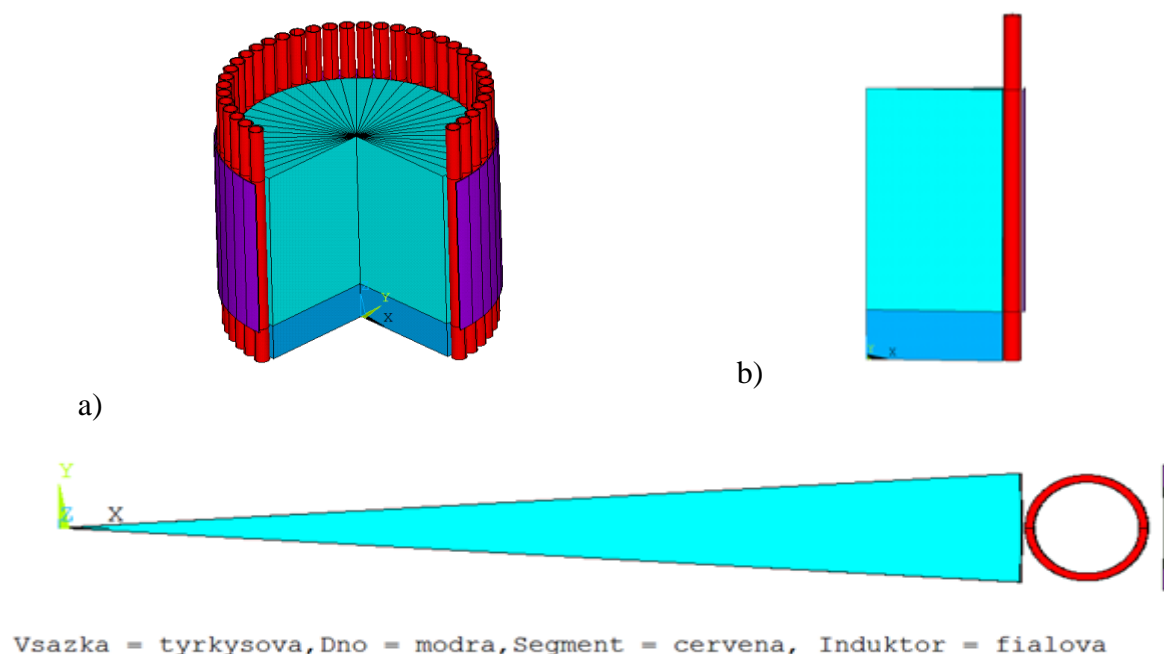 Y
X
b)
Y
X
a)
Y
Z
X
Vsazka = tyrkysova,Dno = modra,Segment = cervena, Induktor = fialova